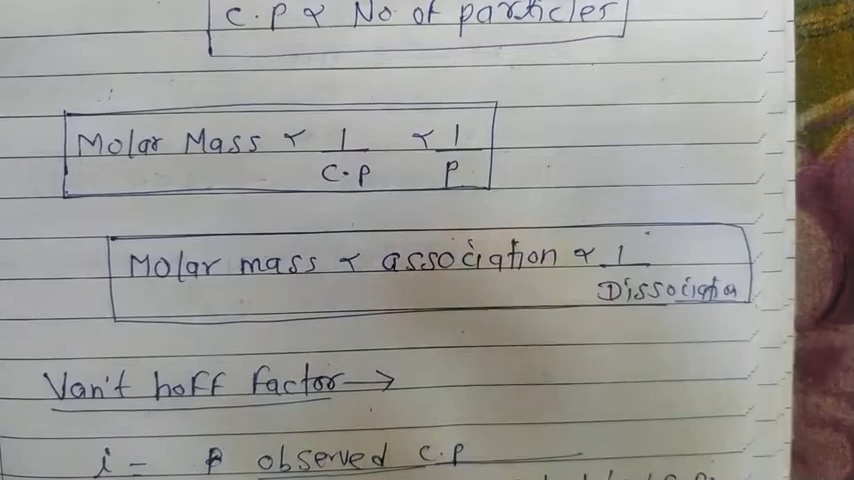 C.P ∝ No of particles
Molar Mass ∝ 1/C.P ∝ 1/P
Molar mass ∝ association ∝ 1/Dissociation
Van't hoff factor →
i = observed C.P